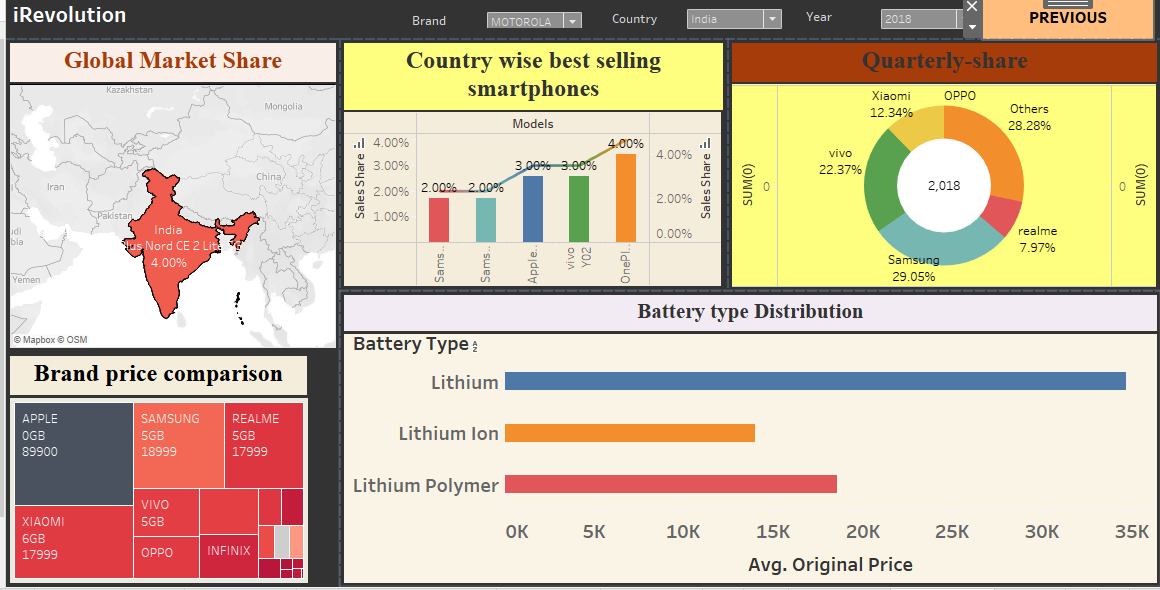 iRevolution
Brand
MOTOROLA
Country
India
Year
2018
PREVIOUS
Global Market Share
Kazakhstan
Mongolia
China
Iran
Pakistan
Yemen
India
lus Nord CE 2 Lit
4.00%
© Mapbox © OSM
Country wise best selling
smartphones
Models
Sales Share
4.00%
3.00%
2.00%
1.00%
2.00%
2.00%
3.00%
3.00%
4.00%
4.00%
2.00%
0.00%
Sales Share
Sams..
Sams..
Apple..
vivo
Y02
OnePl..
Quarterly-share
SUM(0)
0
Xiaomi
12.34%
OPPO
Others
28.28%
vivo
22.37%
2,018
realme
7.97%
Samsung
29.05%
0
SUM(0)
Brand price comparison
APPLE
0GB
89900
SAMSUNG
5GB
18999
REALME
5GB
17999
XIAOMI
6GB
17999
VIVO
5GB
OPPO
INFINIX
Battery type Distribution
Battery Type
Lithium
Lithium Ion
Lithium Polymer
0K 5K 10K 15K 20K 25K 30K 35K
Avg. Original Price